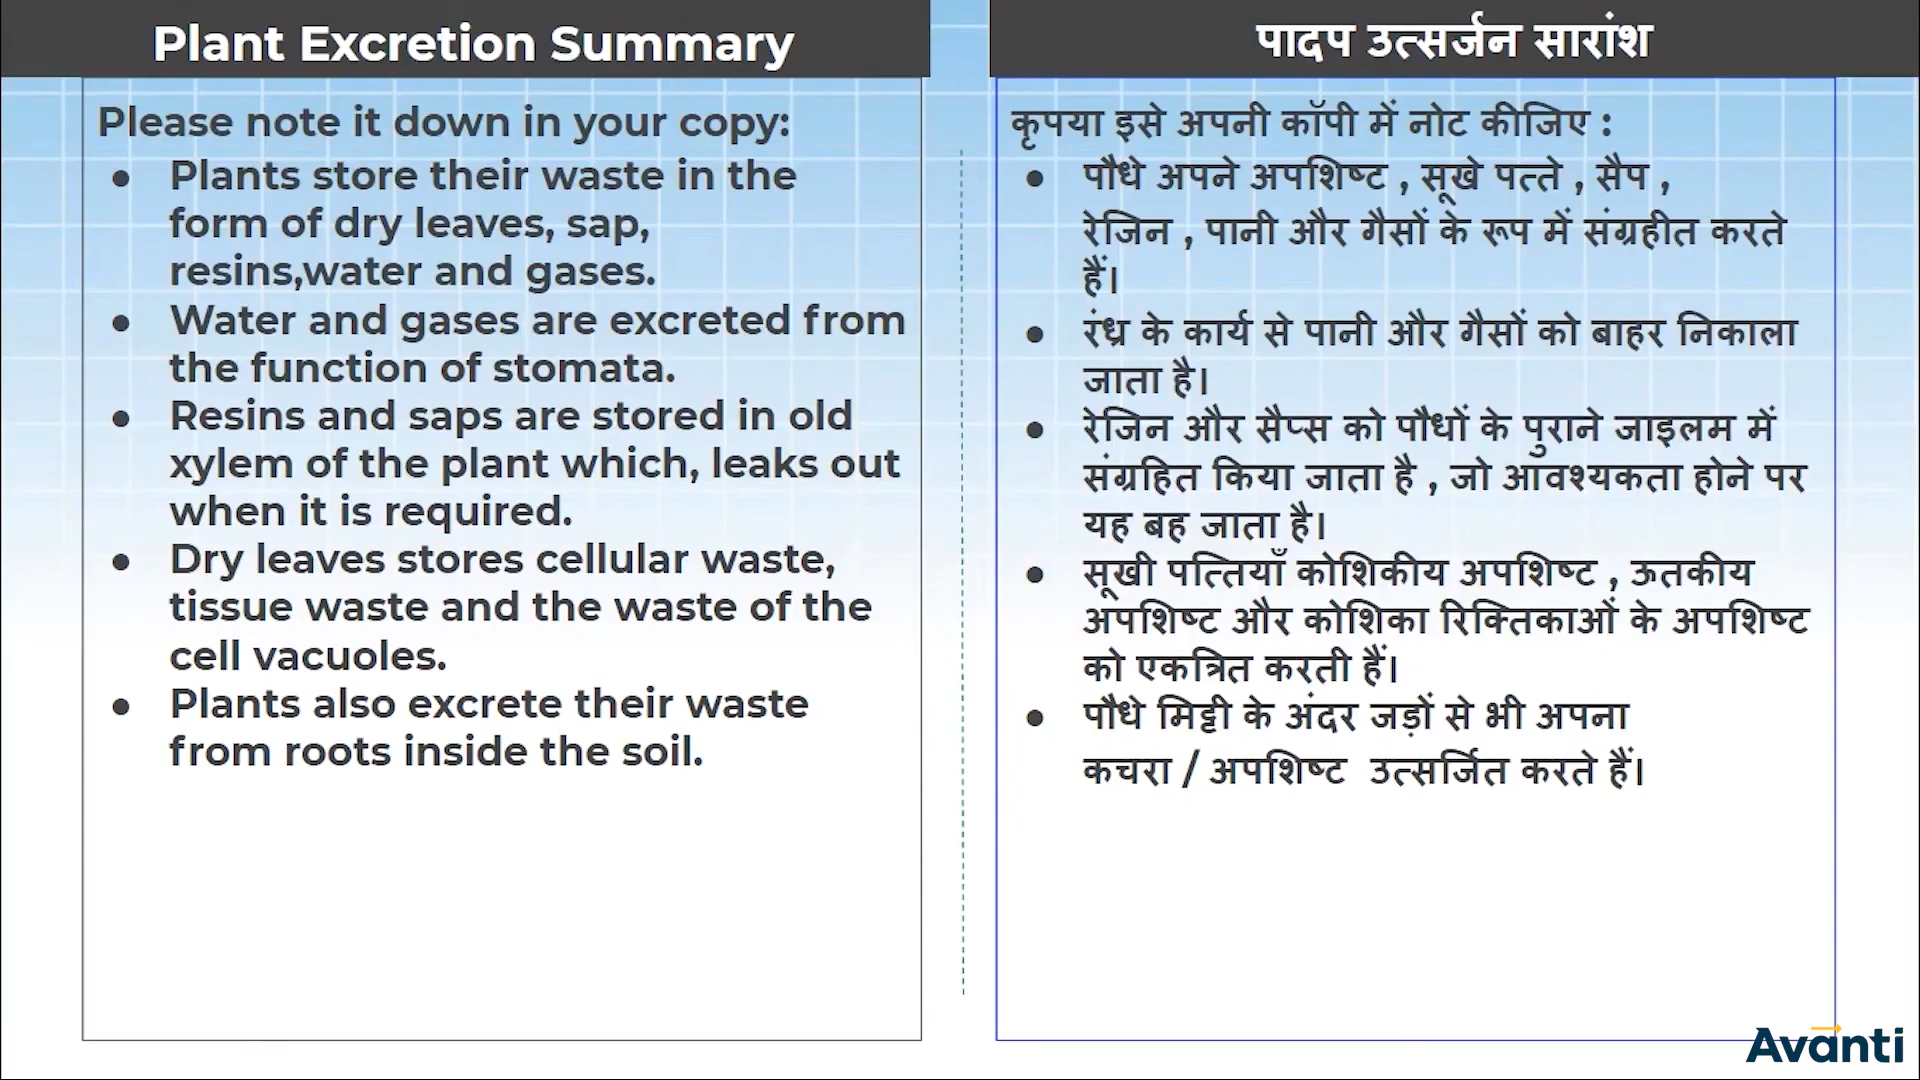 Plant Excretion Summary
Please note it down in your copy:
● Plants store their waste in the
form of dry leaves, sap,
resins,water and gases.
● Water and gases are excreted from
the function of stomata.
● Resins and saps are stored in old
xylem of the plant which, leaks out
when it is required.
● Dry leaves stores cellular waste,
tissue waste and the waste of the
cell vacuoles.
● Plants also excrete their waste
from roots inside the soil.
पादप उत्सर्जन सारांश
कृपया इसे अपनी कॉपी में नोट कीजिए :
● पौधे अपने अपशिष्ट , सूखे पत्ते , सैप ,
रेजिन , पानी और गैसों के रूप में संग्रहीत करते
हैं।
● रंध्र के कार्य से पानी और गैसों को बाहर निकाला
जाता है।
● रेजिन और सैप्स को पौधों के पुराने जाइलम में
संग्रहित किया जाता है , जो आवश्यकता होने पर
यह बह जाता है।
● सूखी पत्तियाँ कोशिकीय अपशिष्ट , ऊतकीय
अपशिष्ट और कोशिका रिक्तिकाओं के अपशिष्ट
को एकत्रित करती हैं।
● पौधे मिट्टी के अंदर जड़ों से भी अपना
कचरा / अपशिष्ट उत्सर्जित करते हैं।
Avanti